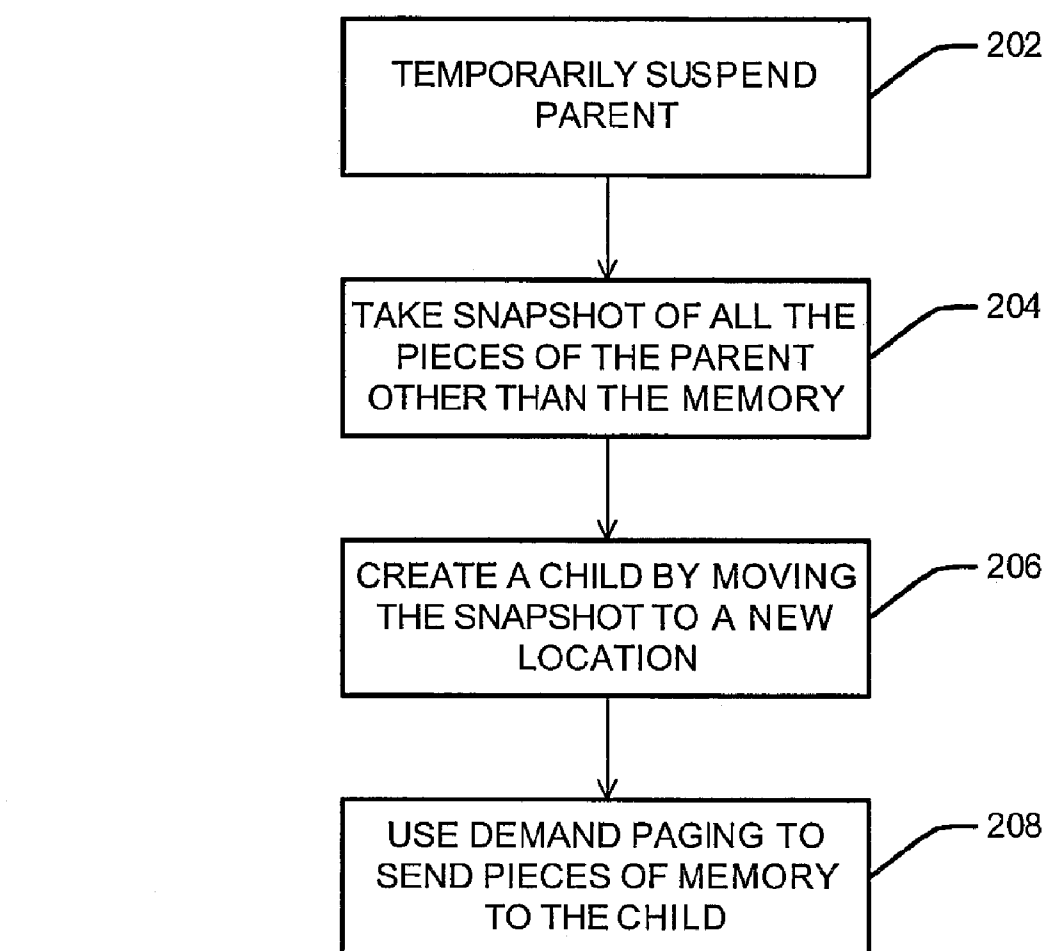 202
TEMPORARILY SUSPEND
PARENT
204
TAKE SNAPSHOT OF ALL THE
PIECES OF THE PARENT
OTHER THAN THE MEMORY
206
CREATE A CHILD BY MOVING
THE SNAPSHOT TO A NEW
LOCATION
208
USE DEMAND PAGING TO
SEND PIECES OF MEMORY
TO THE CHILD